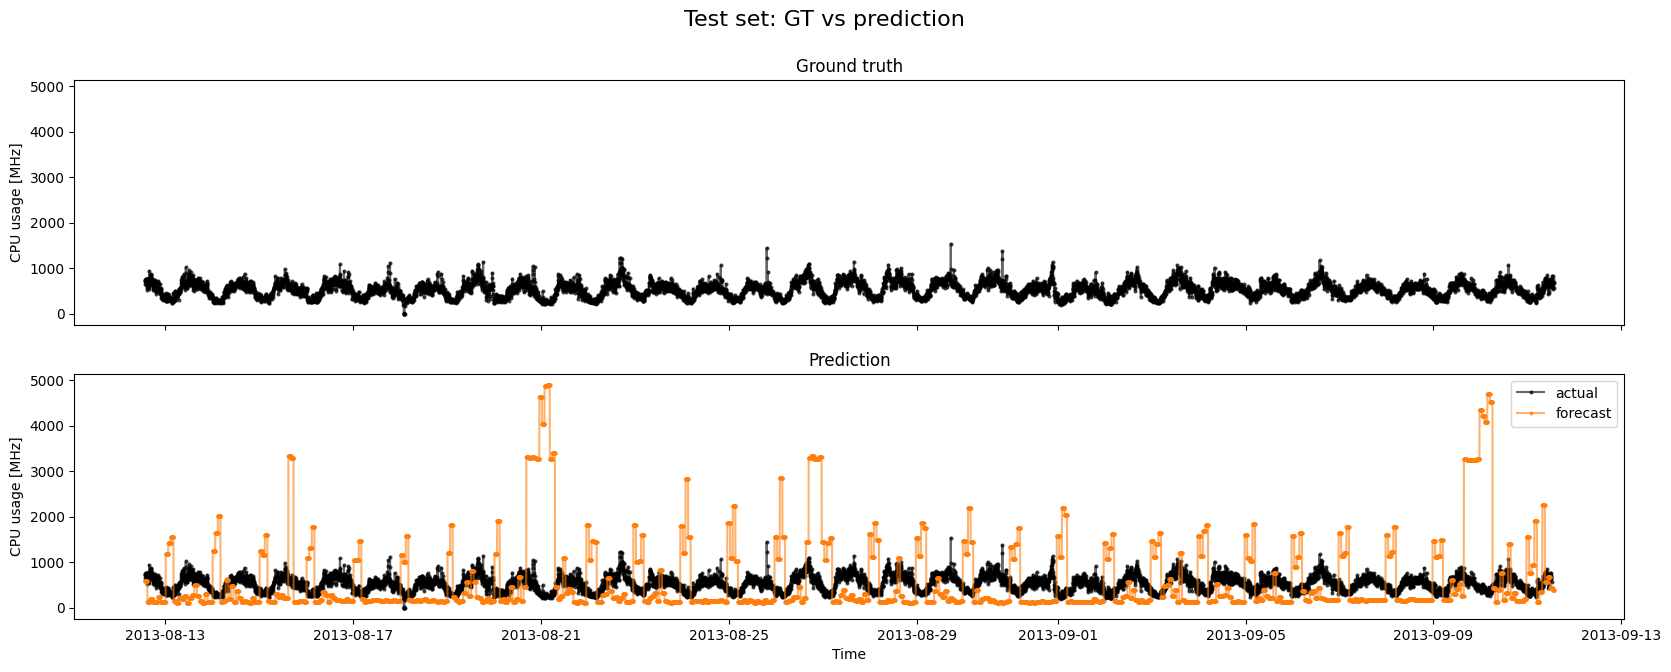 Test set: GT vs prediction
Ground truth
CPU usage [MHz]
5000
4000
3000
2000
1000
0
Prediction
CPU usage [MHz]
5000
4000
3000
2000
1000
0
actual
forecast
2013-08-13 2013-08-17 2013-08-21 2013-08-25 2013-08-29 2013-09-01 2013-09-05 2013-09-09 2013-09-13
Time